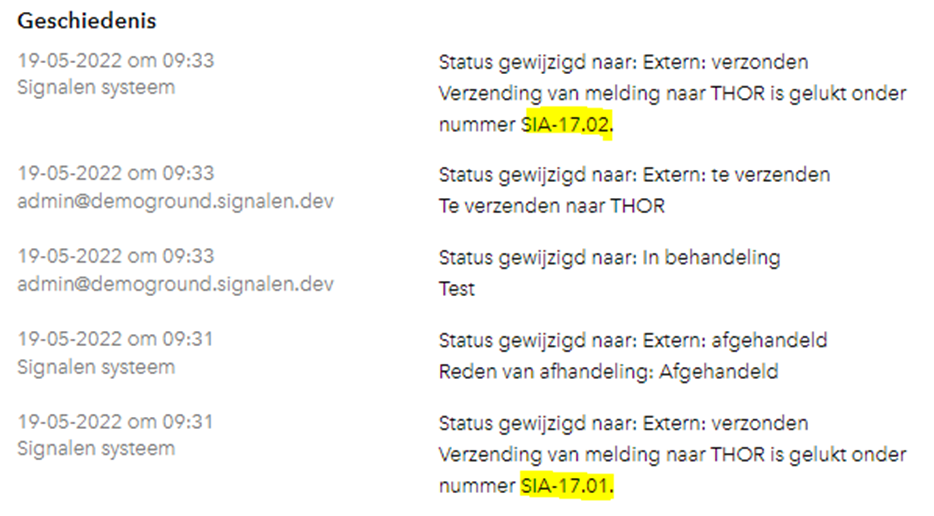 Geschiedenis
19-05-2022 om 09:33
Signalen systeem
Status gewijzigd naar: Extern: verzonden
Verzending van melding naar THOR is gelukt onder
nummer SIA-17.02.
19-05-2022 om 09:33
admin@demoground.signalen.dev
Status gewijzigd naar: Extern: te verzenden
Te verzenden naar THOR
19-05-2022 om 09:33
admin@demoground.signalen.dev
Status gewijzigd naar: In behandeling
Test
19-05-2022 om 09:31
Signalen systeem
Status gewijzigd naar: Extern: afgehandeld
Reden van afhandeling: Afgehandeld
19-05-2022 om 09:31
Signalen systeem
Status gewijzigd naar: Extern: verzonden
Verzending van melding naar THOR is gelukt onder
nummer SIA-17.01.